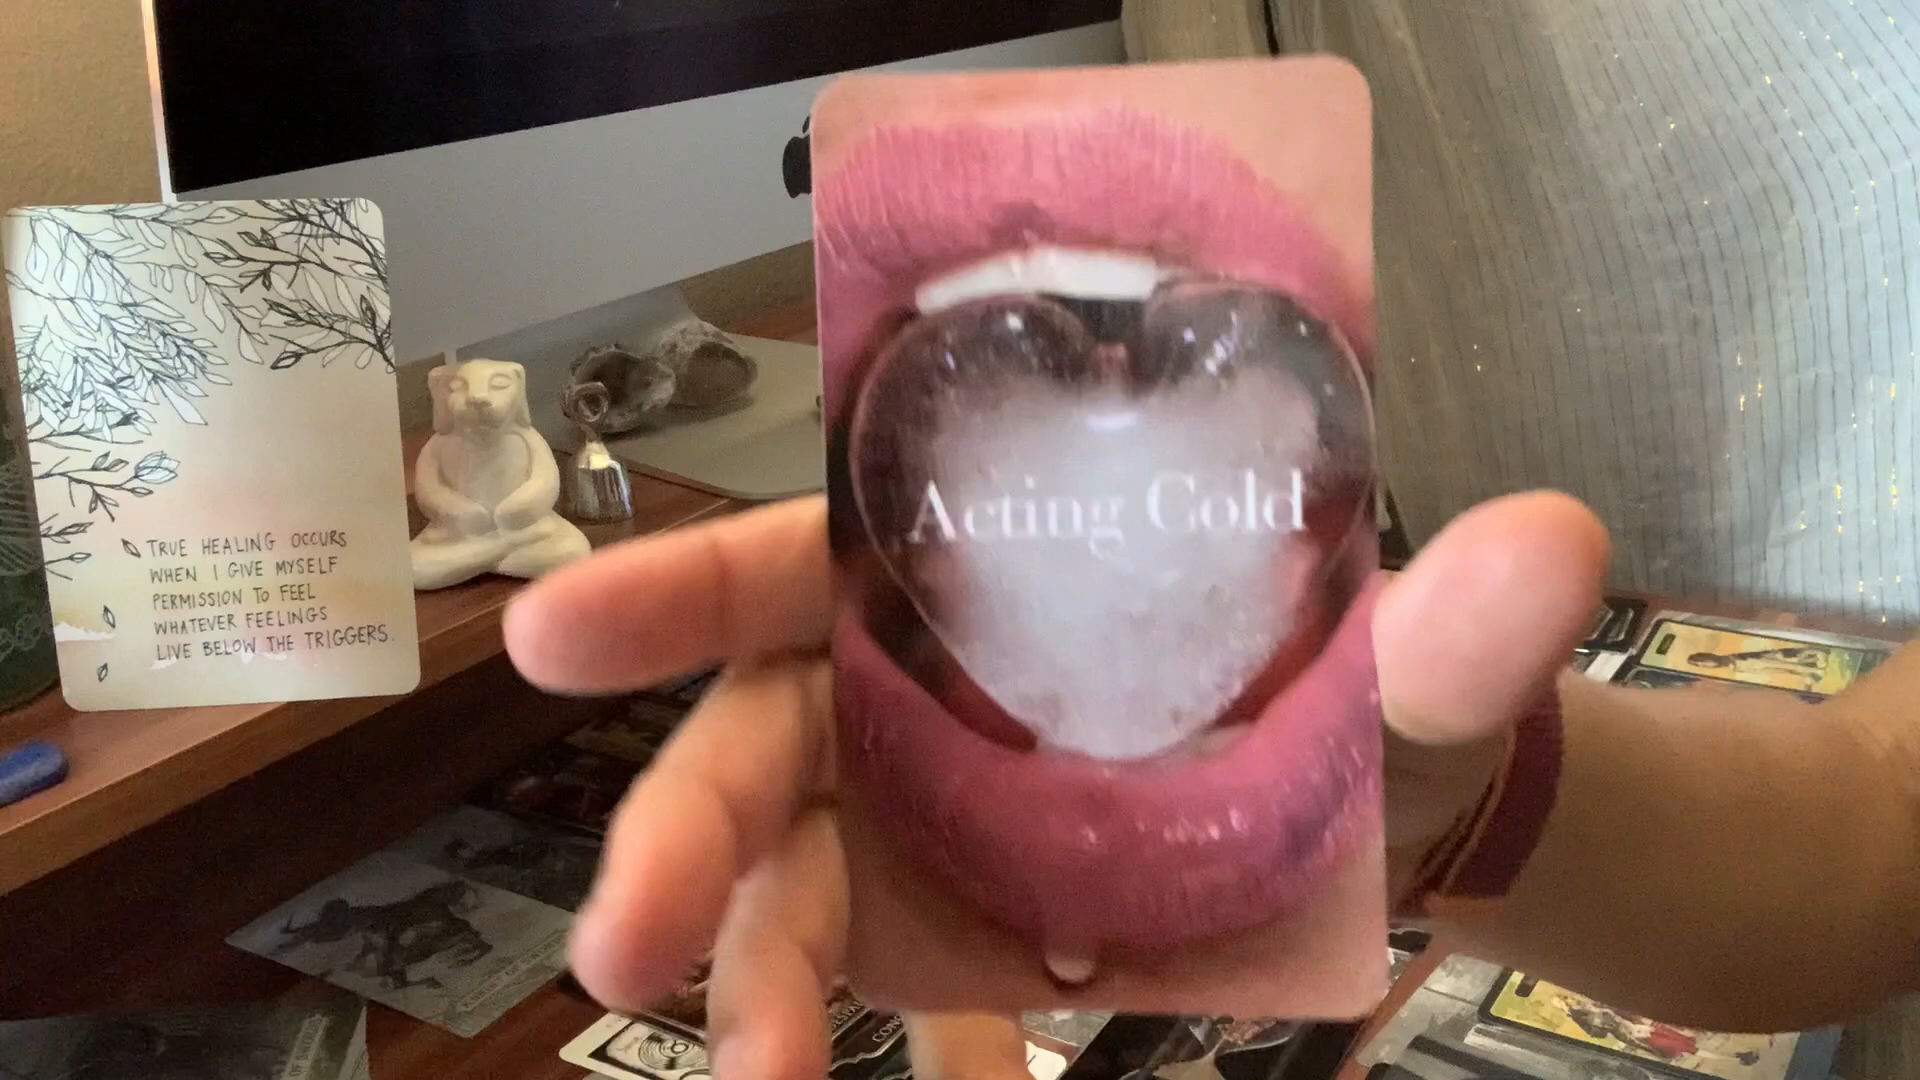 TRUE HEALING OCCURS
WHEN I GIVE MYSELF
PERMISSION TO FEEL
WHATEVER FEELINGS
LIVE BELOW THE TRIGGERS.
Acting Cold